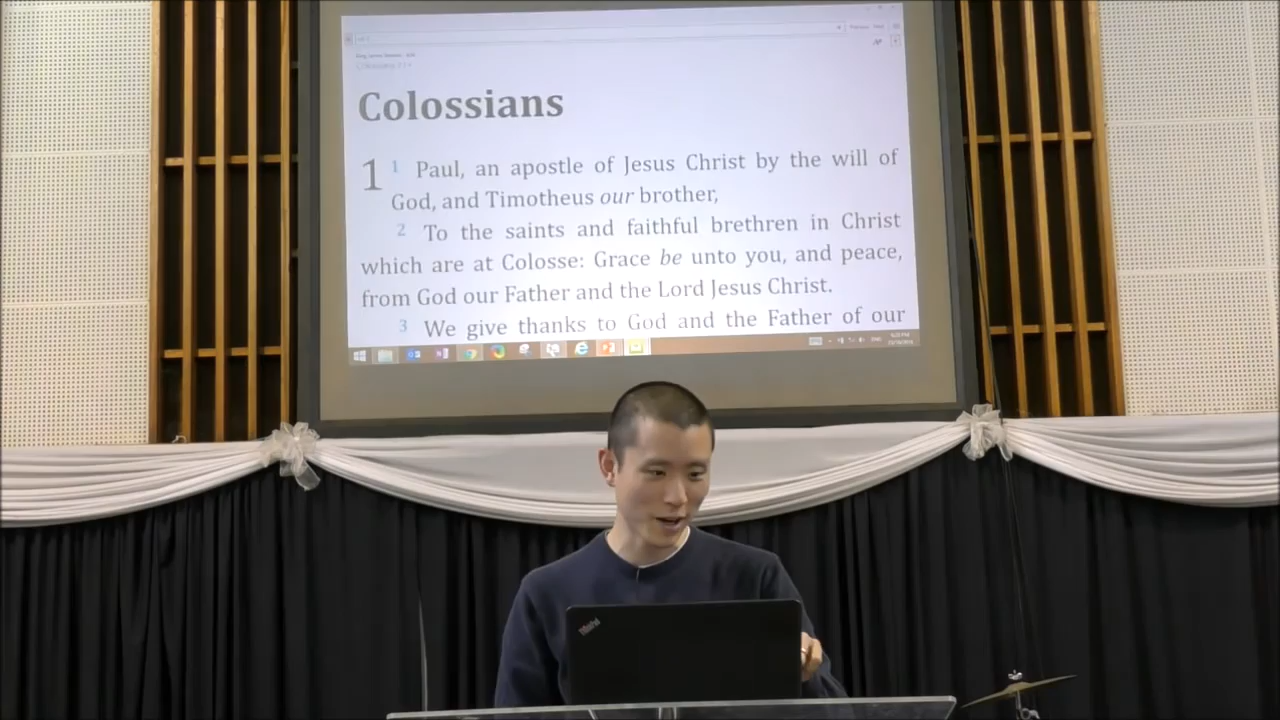 Colossians
1 1 Paul, an apostle of Jesus Christ by the will of
God, and Timotheus our brother,
2 To the saints and faithful brethren in Christ
which are at Colosse: Grace be unto you, and peace,
from God our Father and the Lord Jesus Christ.
3 We give thanks to God and the Father of our
ThinkPad